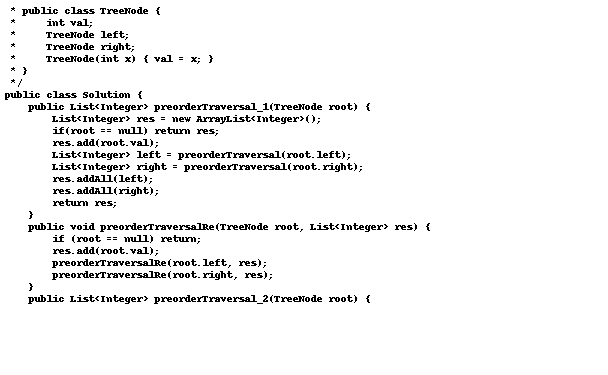 * public class TreeNode {
 *     int val;
 *     TreeNode left;
 *     TreeNode right;
 *     TreeNode(int x) { val = x; }
 * }
 */
public class Solution {
    public List<Integer> preorderTraversal_1(TreeNode root) {
        List<Integer> res = new ArrayList<Integer>();
        if(root == null) return res;
        res.add(root.val);
        List<Integer> left = preorderTraversal(root.left);
        List<Integer> right = preorderTraversal(root.right);
        res.addAll(left);
        res.addAll(right);
        return res;
    }
    public void preorderTraversalRe(TreeNode root, List<Integer> res) {
        if (root == null) return;
        res.add(root.val);
        preorderTraversalRe(root.left, res);
        preorderTraversalRe(root.right, res);
    }
    public List<Integer> preorderTraversal_2(TreeNode root) {